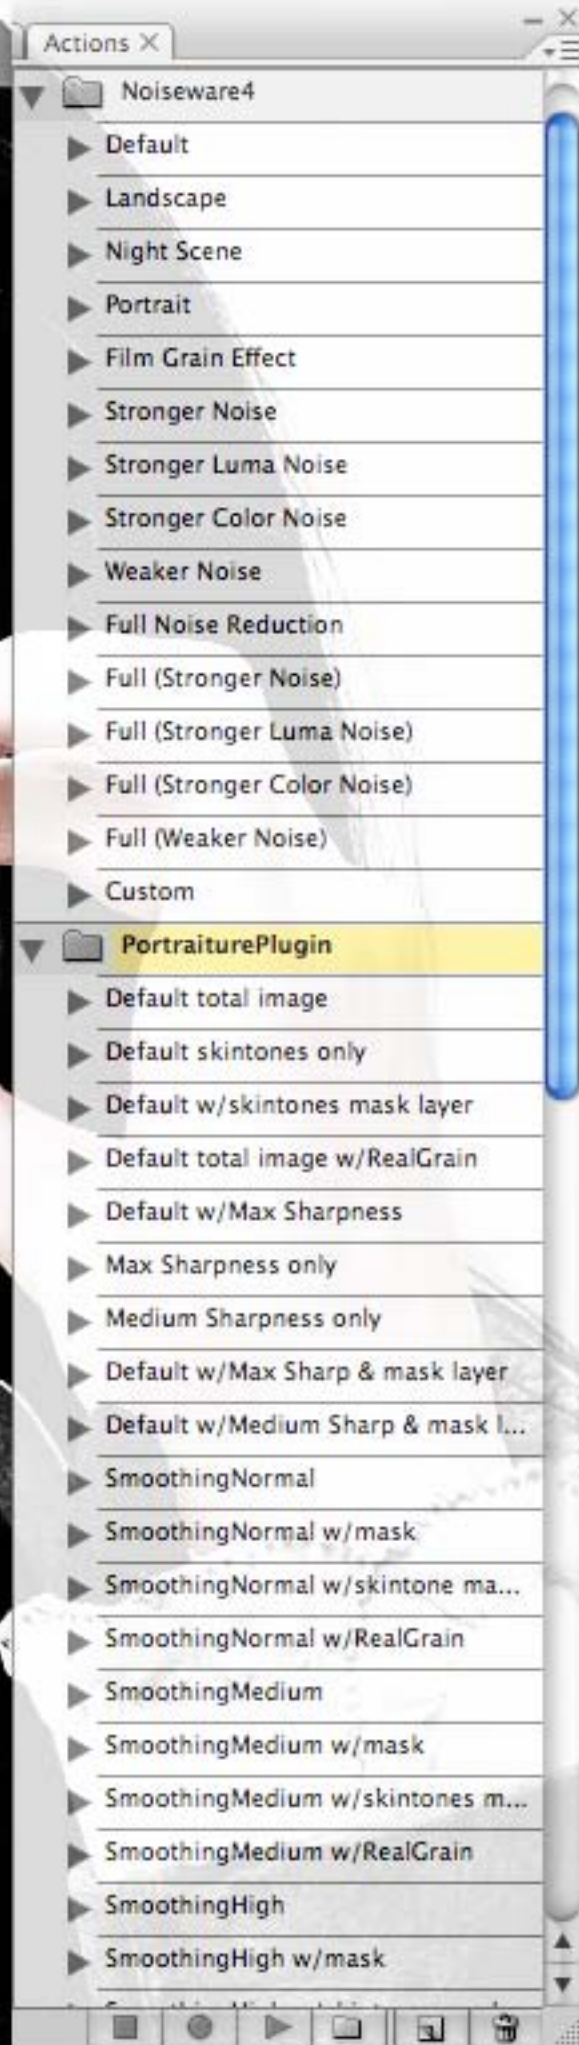 Actions
Noiseware4
Default
Landscape
Night Scene
Portrait
Film Grain Effect
Stronger Noise
Stronger Luma Noise
Stronger Color Noise
Weaker Noise
Full Noise Reduction
Full (Stronger Noise)
Full (Stronger Luma Noise)
Full (Stronger Color Noise)
Full (Weaker Noise)
Custom
PortraiturePlugin
Default total image
Default skintones only
Default w/skintones mask layer
Default total image w/RealGrain
Default w/Max Sharpness
Max Sharpness only
Medium Sharpness only
Default w/Max Sharp & mask layer
Default w/Medium Sharp & mask l...
SmoothingNormal
SmoothingNormal w/mask
SmoothingNormal w/skintone ma...
SmoothingNormal w/RealGrain
SmoothingMedium
SmoothingMedium w/mask
SmoothingMedium w/skintones m...
SmoothingMedium w/RealGrain
SmoothingHigh
SmoothingHigh w/mask